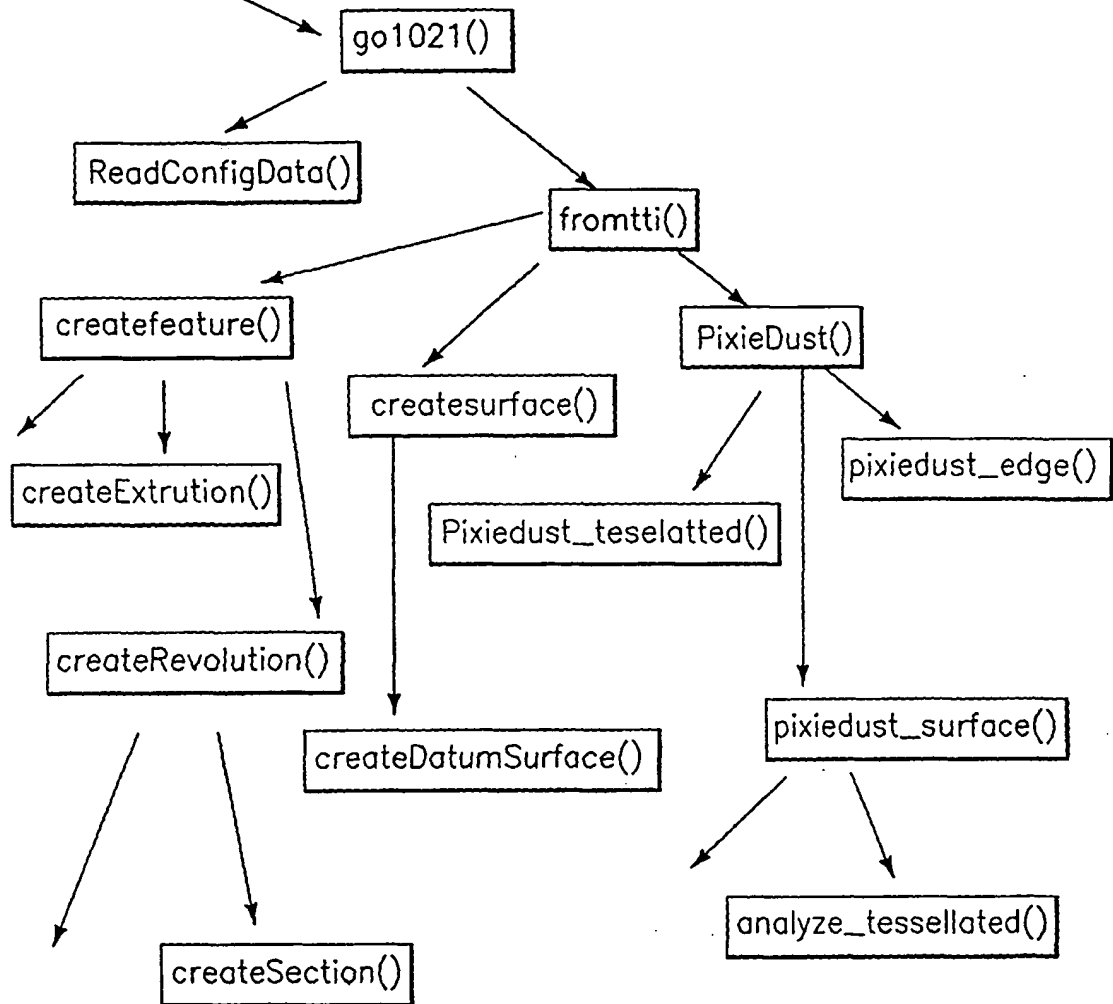 go1021()
ReadConfigData()
fromtti()
createfeature()
PixieDust()
createsurface()
pixiedust_edge()
createExtrution()
Pixiedust_teselatted()
createRevolution()
pixiedust_surface()
createDatumSurface()
analyze_tessellated()
createSection()